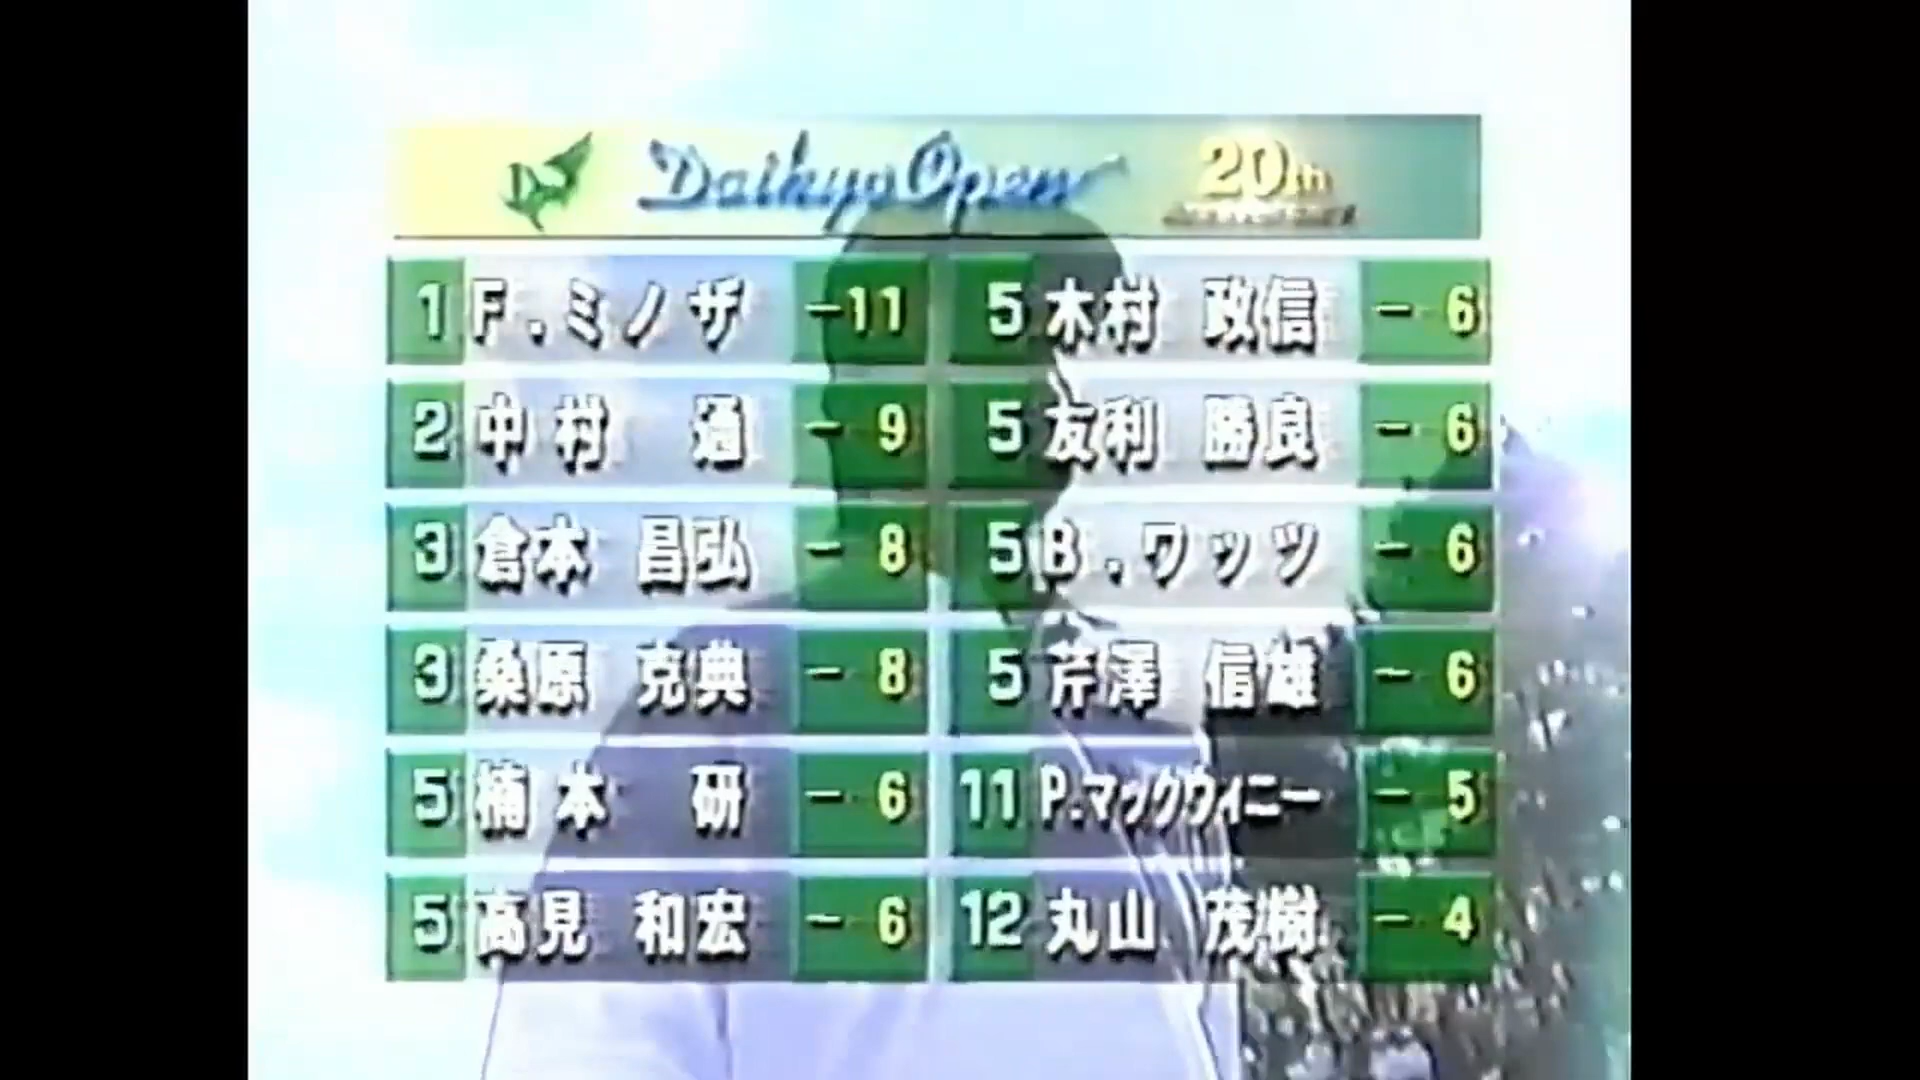 Daikyo Open 20th ANNIVERSARY
1 F.ミノザ -11
2 中村 通 - 9
3 倉本 昌弘 - 8
3 桑原 克典 - 8
5 楠本 研 - 6
5 高見 和宏 - 6
5 木村 政信 - 6
5 友利 勝良 - 6
5 B.ワッツ - 6
5 芹澤 信雄 - 6
11 P.マックウィニー - 5
12 丸山 茂樹 - 4